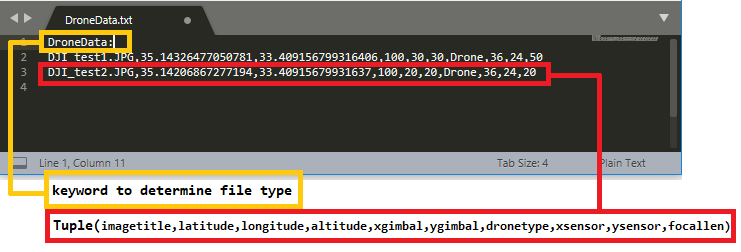 DroneData.txt
1 DroneData:
2 DJI_test1.JPG,35.14326477050781,33.409156799316406,100,30,30,Drone,36,24,50
3 DJI_test2.JPG,35.14206867277194,33.40915679931637,100,20,20,Drone,36,24,20
4
Line 1, Column 11 Tab Size: 4 Plain Text
keyword to determine file type
Tuple(imagetitle,latitude,longitude,altitude,xgimbal,ygimbal,dronetype,xsensor,ysensor,focallen)